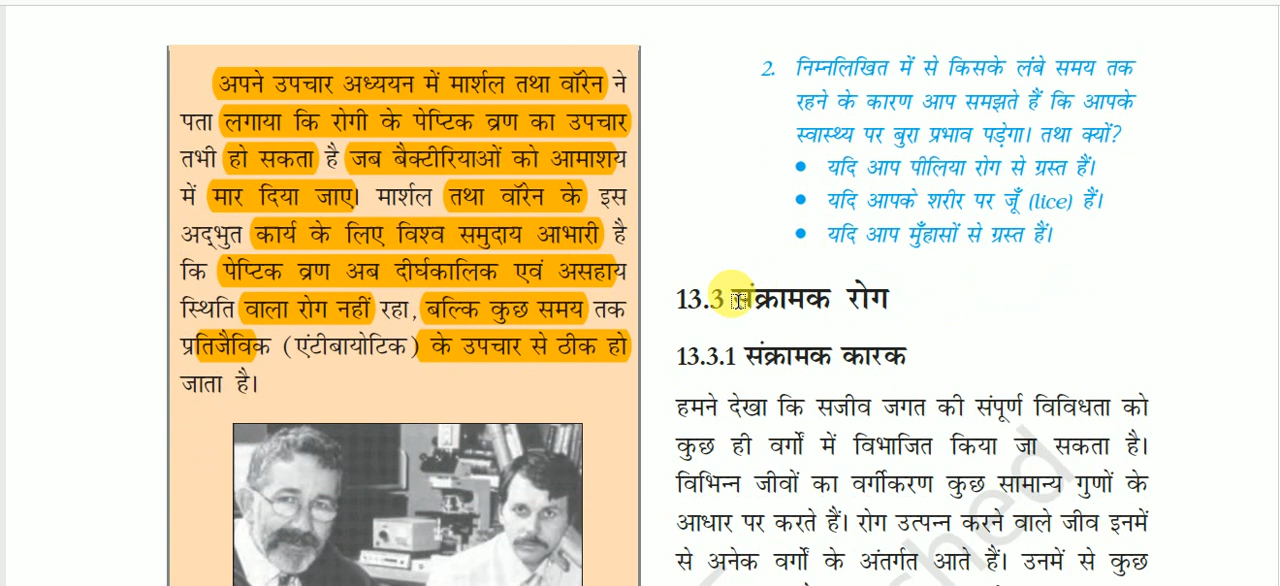 अपने उपचार अध्ययन में मार्शल तथा वॉरेन ने
पता लगाया कि रोगी के पेप्टिक व्रण का उपचार
तभी हो सकता है जब बैक्टीरियाओं को आमाशय
में मार दिया जाए। मार्शल तथा वॉरेन के इस
अद्भुत कार्य के लिए विश्व समुदाय आभारी है
कि पेप्टिक व्रण अब दीर्घकालिक एवं असहाय
स्थिति वाला रोग नहीं रहा, बल्कि कुछ समय तक
प्रतिजैविक (एंटीबायोटिक) के उपचार से ठीक हो
जाता है।
2. निम्नलिखित में से किसके लंबे समय तक
रहने के कारण आप समझते हैं कि आपके
स्वास्थ्य पर बुरा प्रभाव पड़ेगा। तथा क्यों?
• यदि आप पीलिया रोग से ग्रस्त हैं।
• यदि आपके शरीर पर जूँ (lice) हैं।
• यदि आप मुँहासों से ग्रस्त हैं।
13.3 संक्रामक रोग
13.3.1 संक्रामक कारक
हमने देखा कि सजीव जगत की संपूर्ण विविधता को
कुछ ही वर्गों में विभाजित किया जा सकता है।
विभिन्न जीवों का वर्गीकरण कुछ सामान्य गुणों के
आधार पर करते हैं। रोग उत्पन्न करने वाले जीव इनमें
से अनेक वर्गों के अंतर्गत आते हैं। उनमें से कुछ